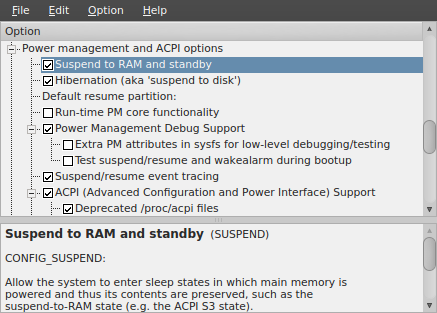 File Edit Option Help
Option
Power management and ACPI options
Suspend to RAM and standby
Hibernation (aka 'suspend to disk')
Default resume partition:
Run-time PM core functionality
Power Management Debug Support
Extra PM attributes in sysfs for low-level debugging/testing
Test suspend/resume and wakealarm during bootup
Suspend/resume event tracing
ACPI (Advanced Configuration and Power Interface) Support
Deprecated /proc/acpi files
Suspend to RAM and standby (SUSPEND)
CONFIG_SUSPEND:
Allow the system to enter sleep states in which main memory is
powered and thus its contents are preserved, such as the
suspend-to-RAM state (e.g. the ACPI S3 state).